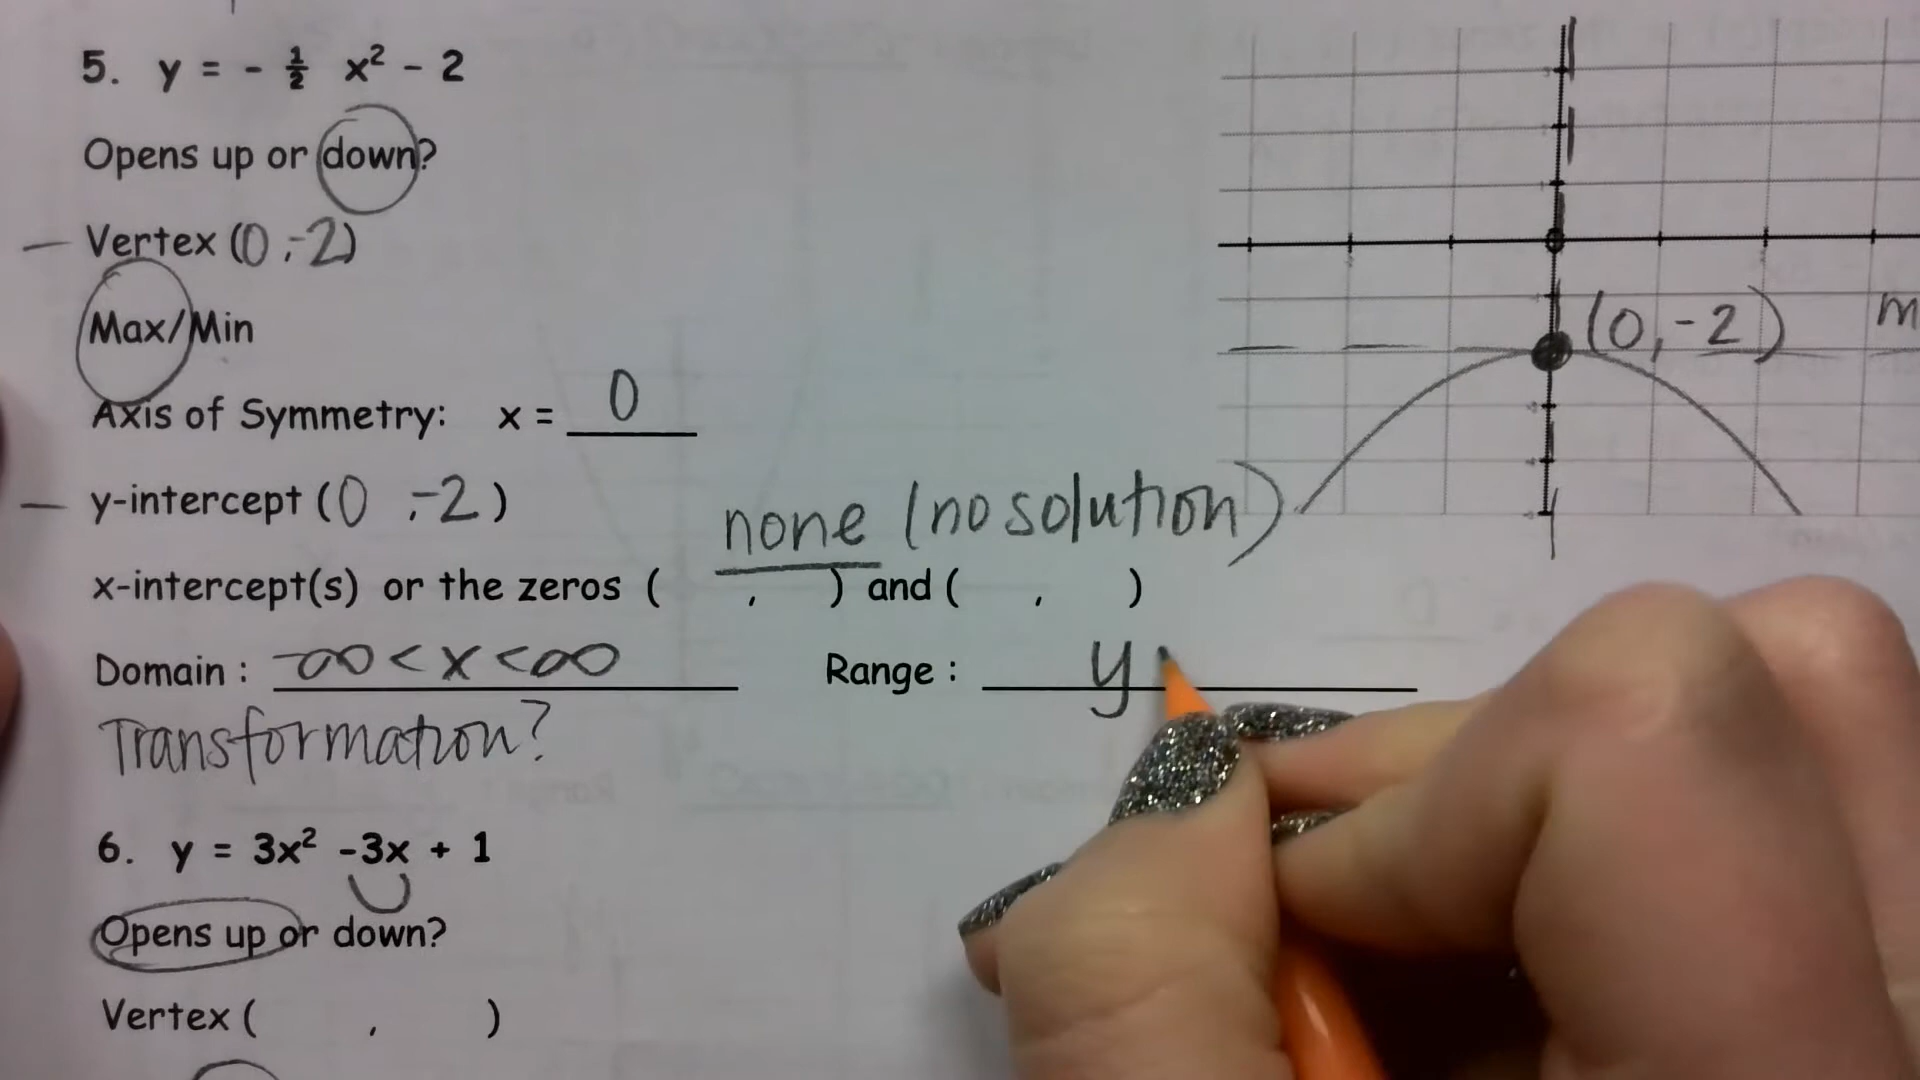 5. y = - ½ x² - 2
Opens up or down?
Vertex (0, -2)
Max/Min
(0, -2)
Axis of Symmetry: x = 0
y-intercept (0, -2)
none (no solution)
x-intercept(s) or the zeros ( , ) and ( , )
Domain : -∞ < x < ∞ Range : y
Transformation?
6. y = 3x² -3x + 1
Opens up or down?
Vertex ( , )